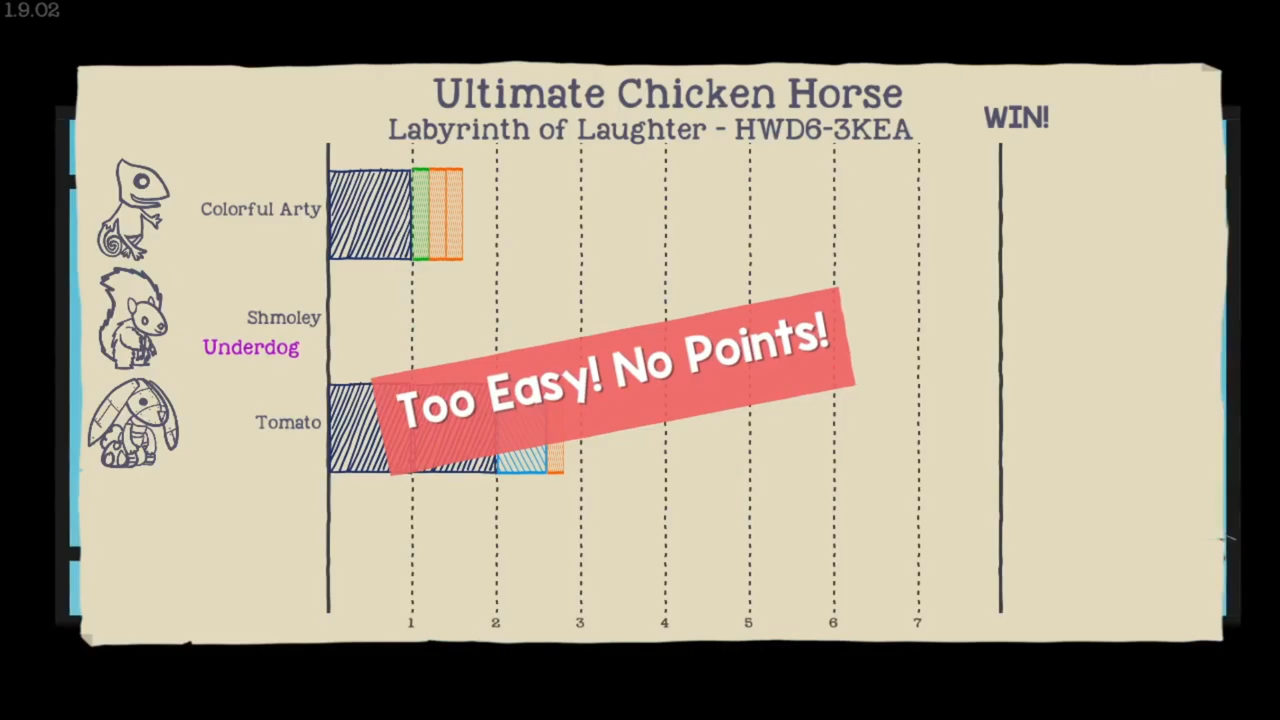 1.9.02
Ultimate Chicken Horse
Labyrinth of Laughter - HWD6-3KEA
WIN!
Colorful Arty
Shmoley
Underdog
Too Easy! No Points!
Tomato
1 2 3 4 5 6 7